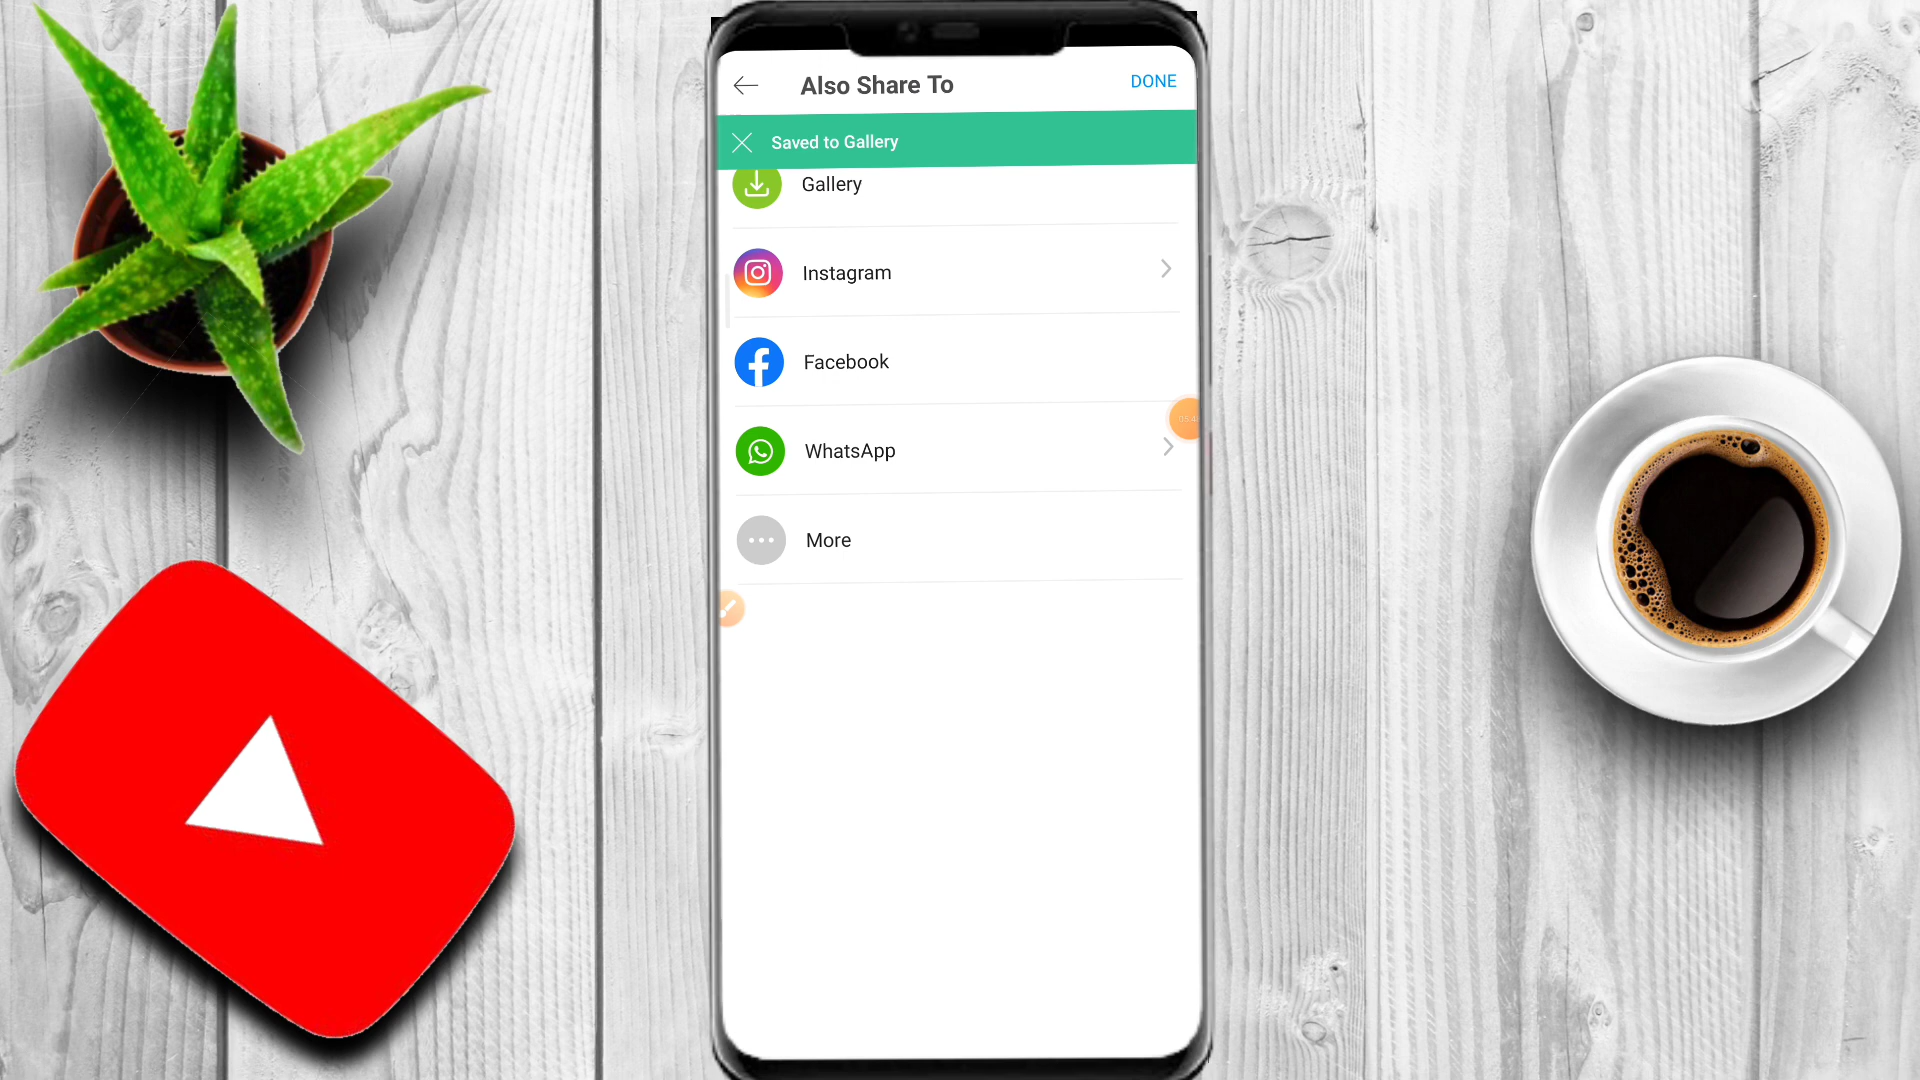 Also Share To
DONE
Saved to Gallery
Gallery
Instagram
Facebook
WhatsApp
More